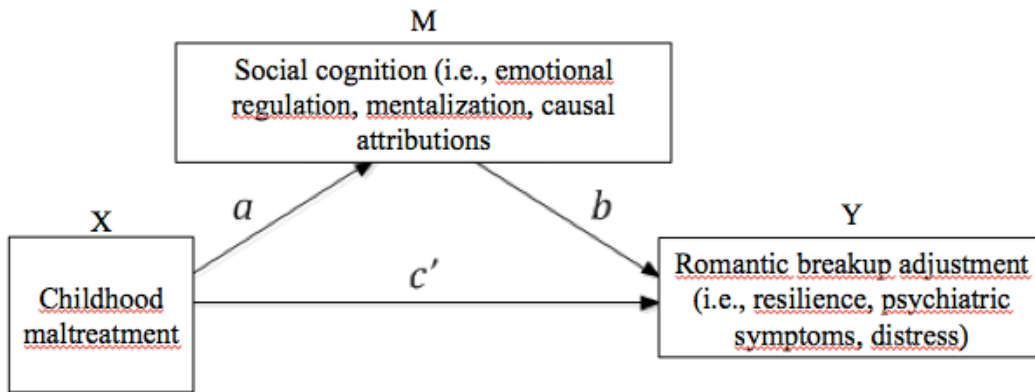 M
Social cognition (i.e., emotional
regulation, mentalization, causal
attributions
a
b
X
Y
Childhood
maltreatment
c′
Romantic breakup adjustment
(i.e., resilience, psychiatric
symptoms, distress)